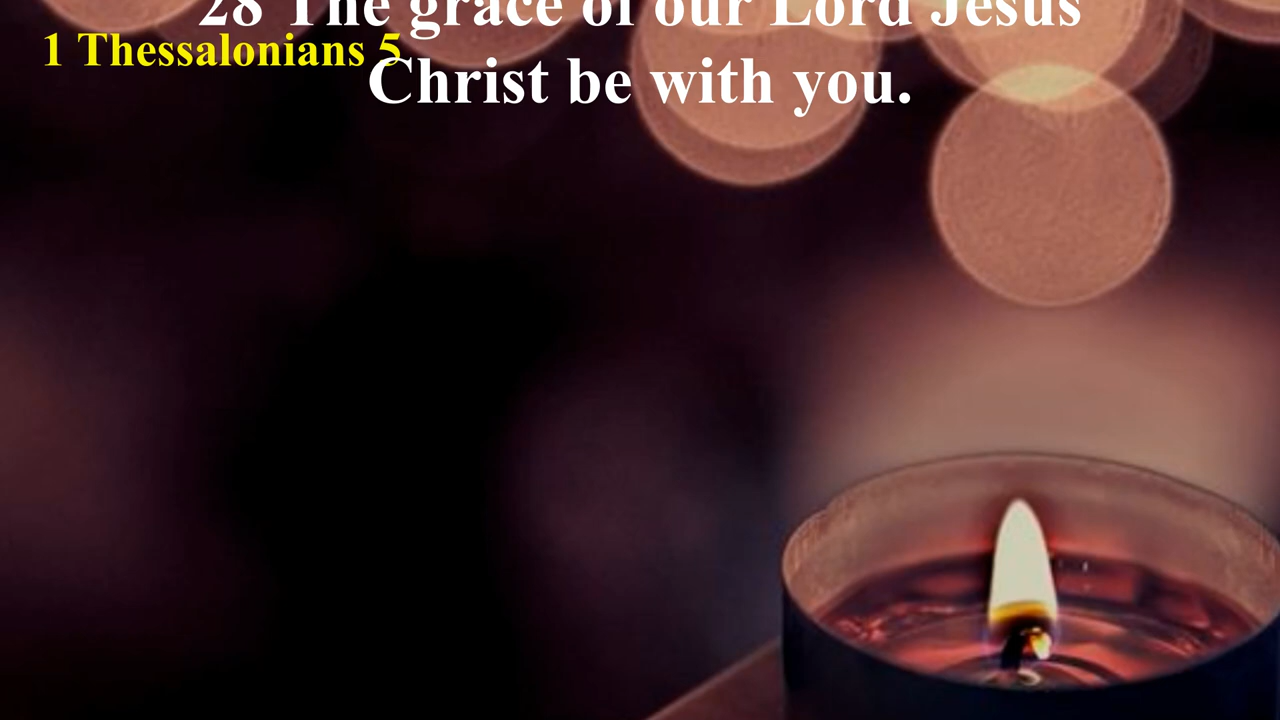 28 The grace of our Lord Jesus
1 Thessalonians 5
Christ be with you.